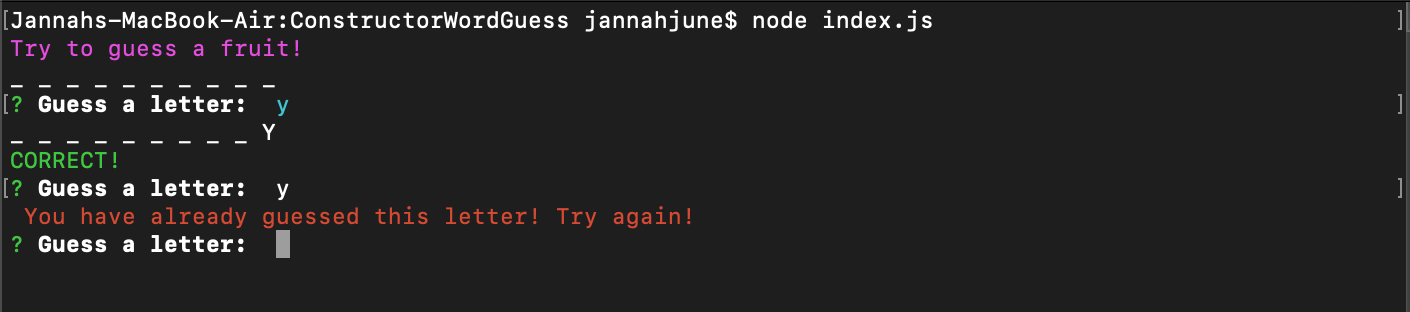 [Jannahs-MacBook-Air:ConstructorWordGuess jannahjune$ node index.js ]
Try to guess a fruit!
_ _ _ _ _ _ _ _ _ _
[? Guess a letter:  y ]
_ _ _ _ _ _ _ _ _ Y
CORRECT!
[? Guess a letter:  y ]
 You have already guessed this letter! Try again!
? Guess a letter: